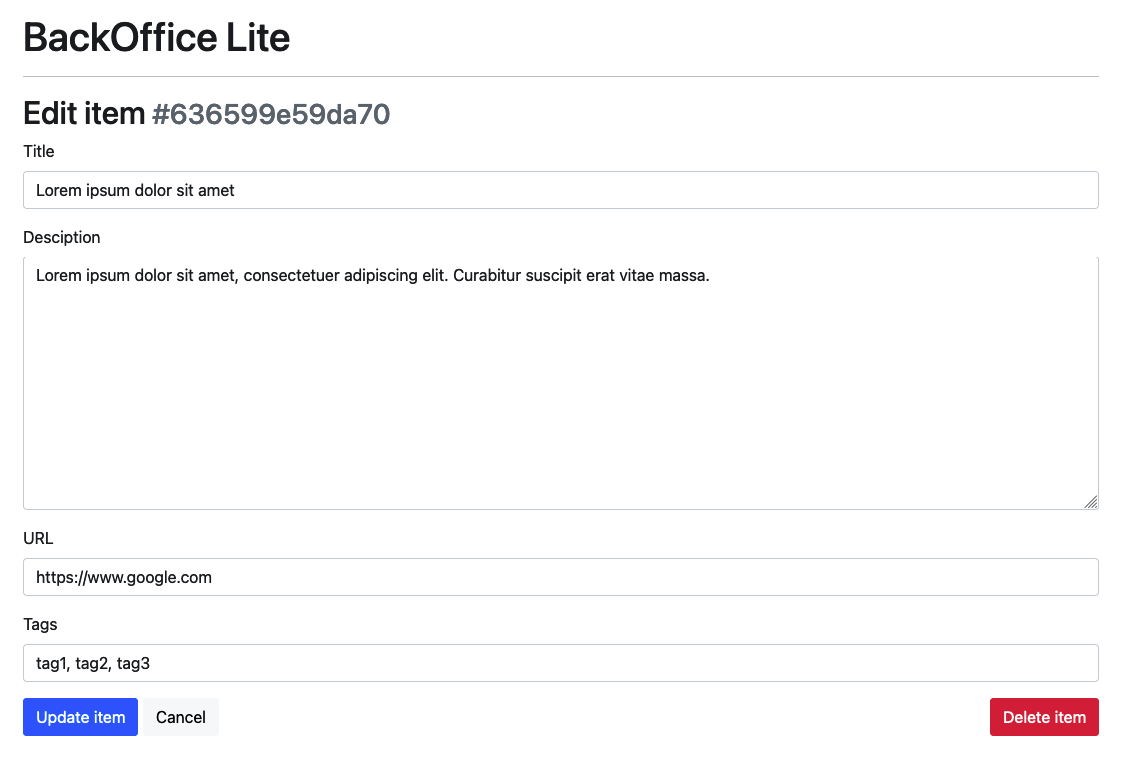 BackOffice Lite
Edit item #636599e59da70
Title
Lorem ipsum dolor sit amet
Desciption
Lorem ipsum dolor sit amet, consectetuer adipiscing elit. Curabitur suscipit erat vitae massa.
URL
https://www.google.com
Tags
tag1, tag2, tag3
Update item Cancel Delete item